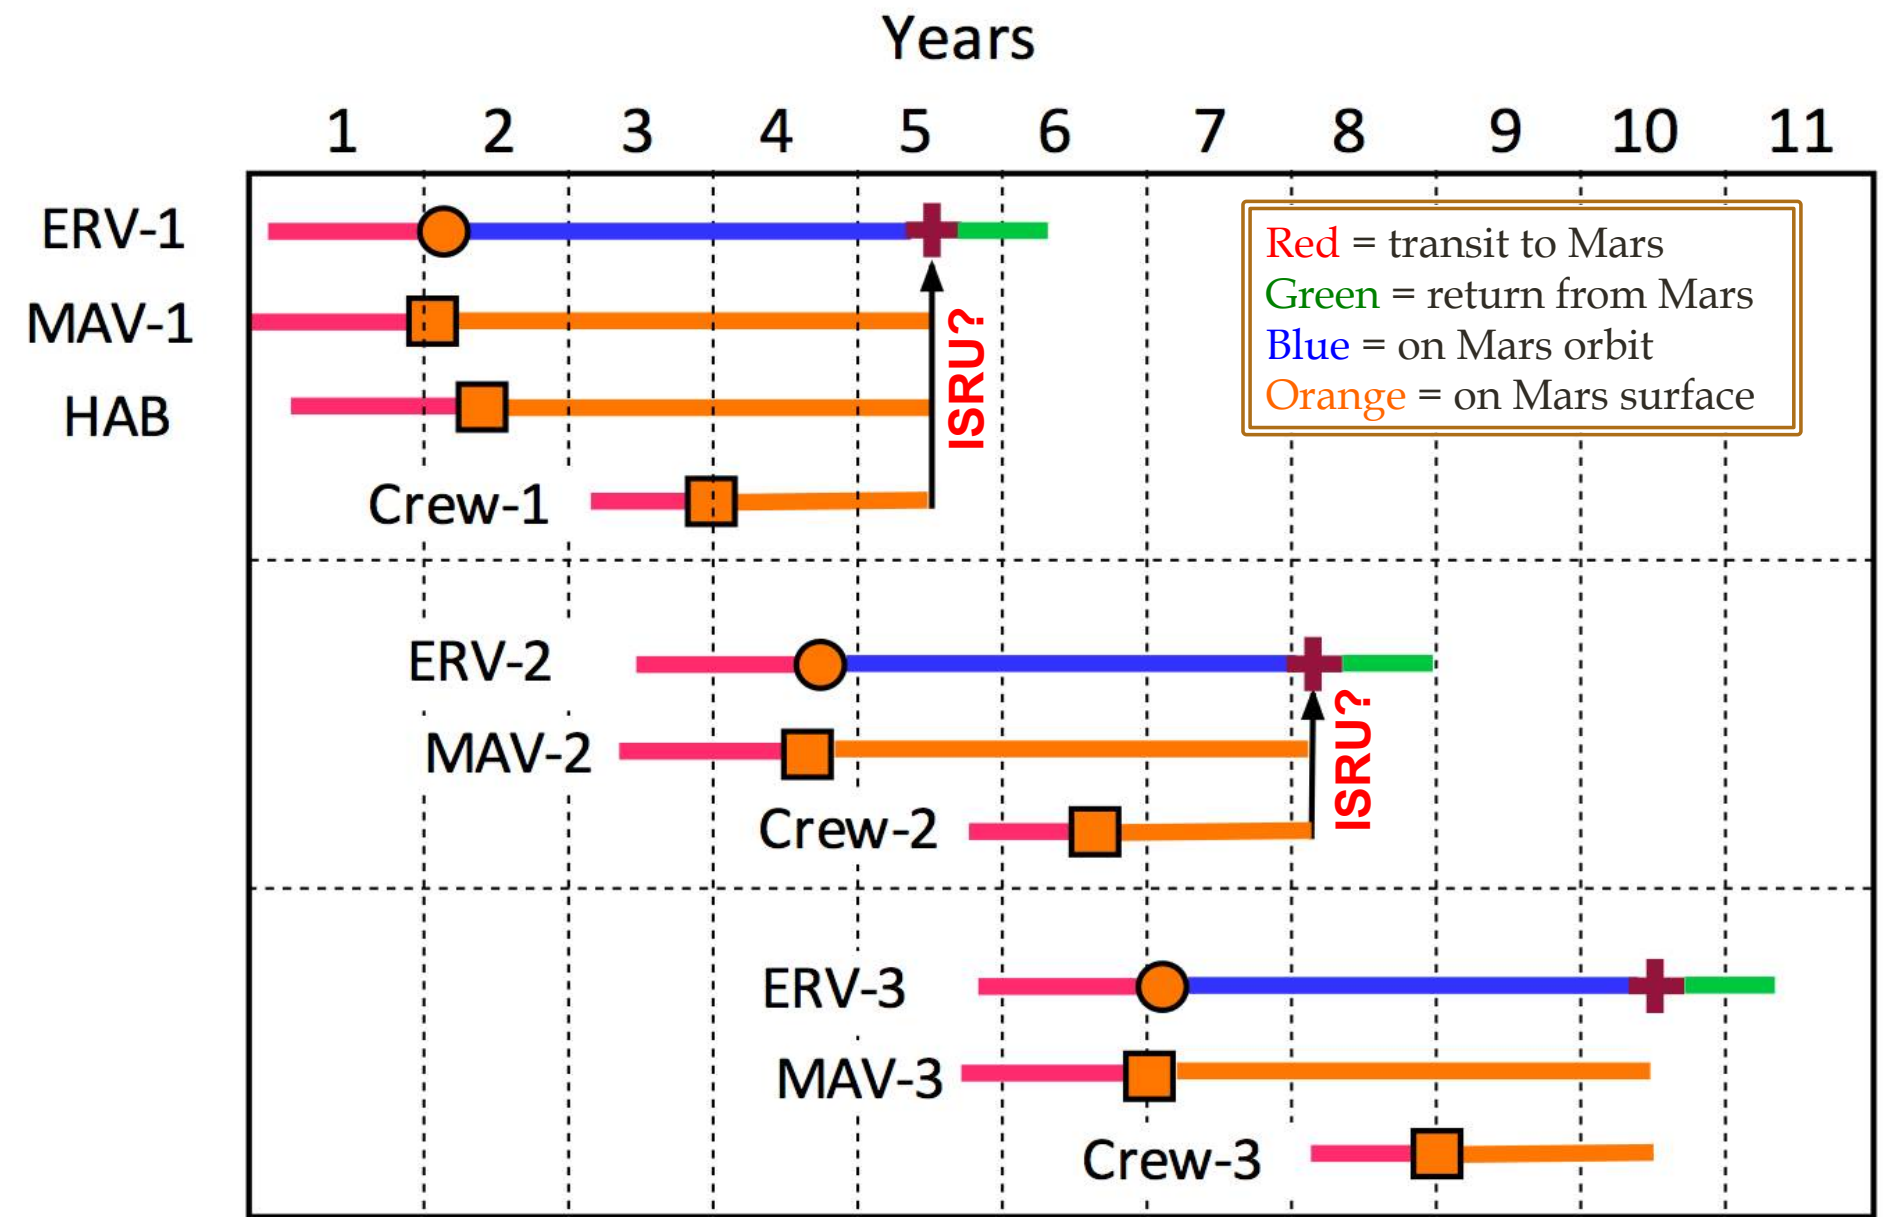 Years
1 2 3 4 5 6 7 8 9 10 11
ERV-1
MAV-1
HAB
Crew-1
ISRU?
Red = transit to Mars
Green = return from Mars
Blue = on Mars orbit
Orange = on Mars surface
ERV-2
MAV-2
Crew-2
ISRU?
ERV-3
MAV-3
Crew-3